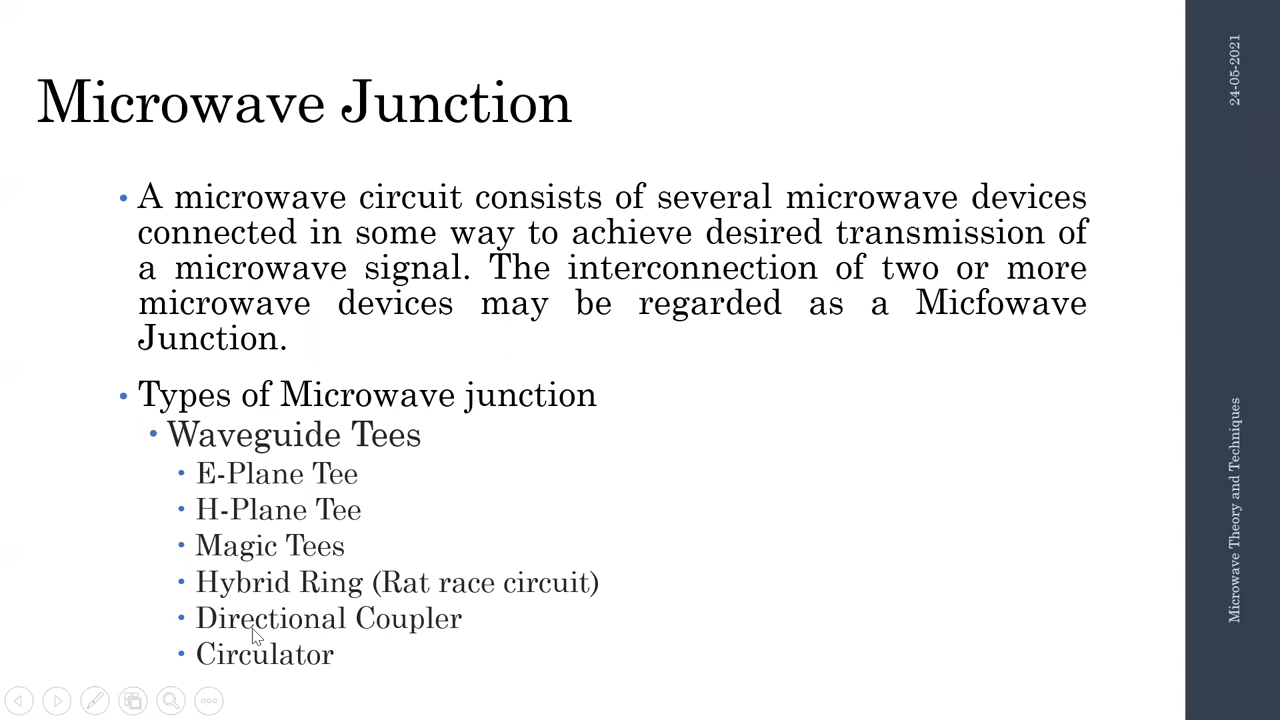 Microwave Junction
• A microwave circuit consists of several microwave devices
connected in some way to achieve desired transmission of
a microwave signal. The interconnection of two or more
microwave devices may be regarded as a Micfowave
Junction.
• Types of Microwave junction
• Waveguide Tees
• E-Plane Tee
• H-Plane Tee
• Magic Tees
• Hybrid Ring (Rat race circuit)
• Directional Coupler
• Circulator
24-05-2021
Microwave Theory and Techniques